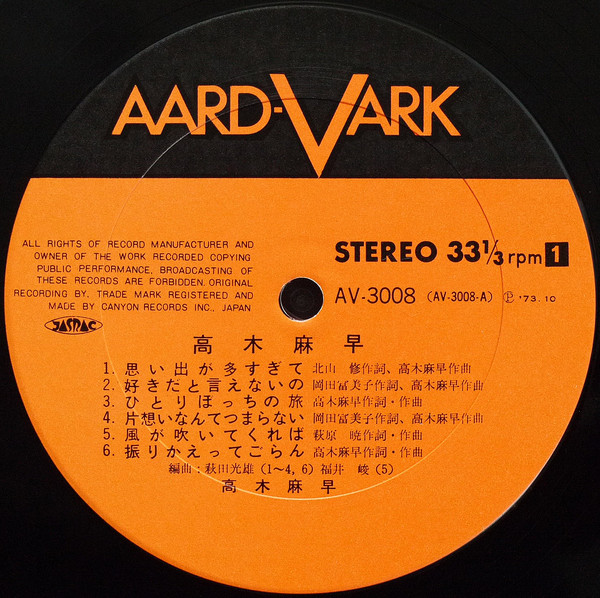 AARD-VARK
ALL RIGHTS OF RECORD MANUFACTURER AND
OWNER OF THE WORK RECORDED COPYING
PUBLIC PERFORMANCE, BROADCASTING OF
THESE RECORDS ARE FORBIDDEN. ORIGINAL
RECORDING BY, TRADE MARK REGISTERED AND
MADE BY CANYON RECORDS INC., JAPAN
JASRAC
STEREO 33 1/3 rpm 1
AV-3008 (AV-3008-A) Ⓟ '73. 10
高木麻早
1. 思い出が多すぎて 北山 修作詞、高木麻早作曲
2. 好きだと言えないの 岡田冨美子作詞、高木麻早作曲
3. ひとりぼっちの旅 高木麻早作詞・作曲
4. 片想いなんてつまらない 岡田冨美子作詞、高木麻早作曲
5. 風が吹いてくれば 萩原 暁作詞・作曲
6. 振りかえってごらん 高木麻早作詞・作曲
編曲:萩田光雄(1~4, 6)福井 峻(5)
高木麻早